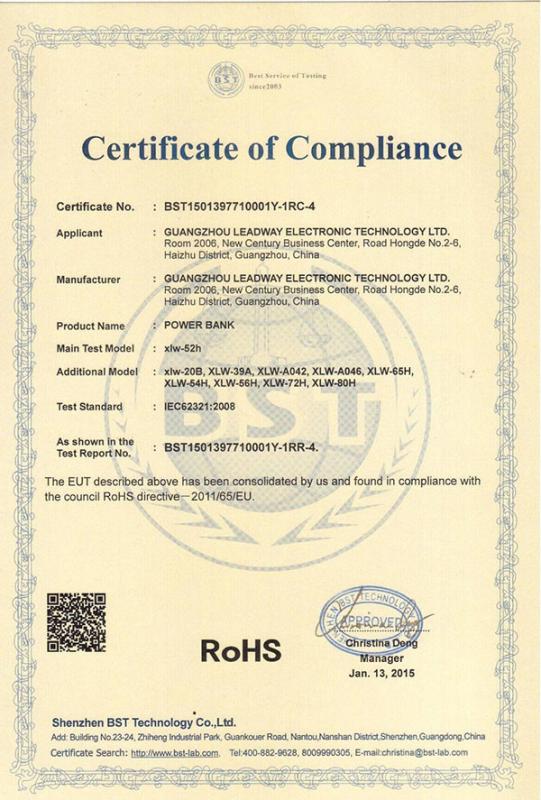 BST
Best Service of Testing
since2003
Certificate of Compliance
Certificate No. : BST1501397710001Y-1RC-4
Applicant : GUANGZHOU LEADWAY ELECTRONIC TECHNOLOGY LTD.
Room 2006, New Century Business Center, Road Hongde No.2-6,
Haizhu District, Guangzhou, China
Manufacturer : GUANGZHOU LEADWAY ELECTRONIC TECHNOLOGY LTD.
Room 2006, New Century Business Center, Road Hongde No.2-6,
Haizhu District, Guangzhou, China
Product Name : POWER BANK
Main Test Model : xlw-52h
Additional Model : xlw-20B, XLW-39A, XLW-A042, XLW-A046, XLW-65H,
XLW-54H, XLW-56H, XLW-72H, XLW-80H
BST
Test Standard : IEC62321:2008
As shown in the
Test Report No. : BST1501397710001Y-1RR-4.
The EUT described above has been consolidated by us and found in compliance with
the council RoHS directive—2011/65/EU.
RoHS
BST TECHNOLOGY
APPROVED
Christina Deng
Manager
Jan. 13, 2015
Shenzhen BST Technology Co.,Ltd.
Add: Building No.23-24, Zhiheng Industrial Park, Guankouer Road, Nantou,Nanshan District,Shenzhen,Guangdong,China
Certificate Search: http://www.bst-lab.com, Tel:400-882-9628, 8009990305, E-mail:christina@bst-lab.com